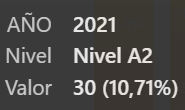 AÑO 2021
Nivel Nivel A2
Valor 30 (10,71%)